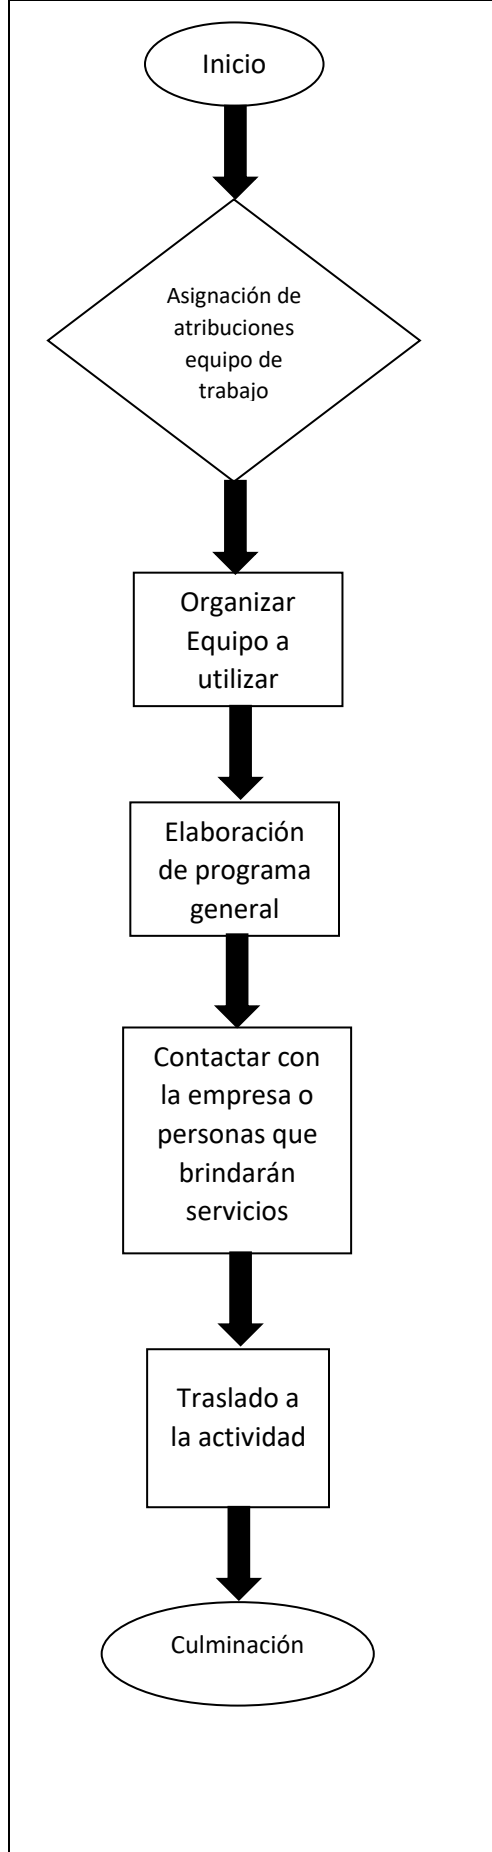 Inicio
Asignación de
atribuciones
equipo de
trabajo
Organizar
Equipo a
utilizar
Elaboración
de programa
general
Contactar con
la empresa o
personas que
brindarán
servicios
Traslado a
la actividad
Culminación